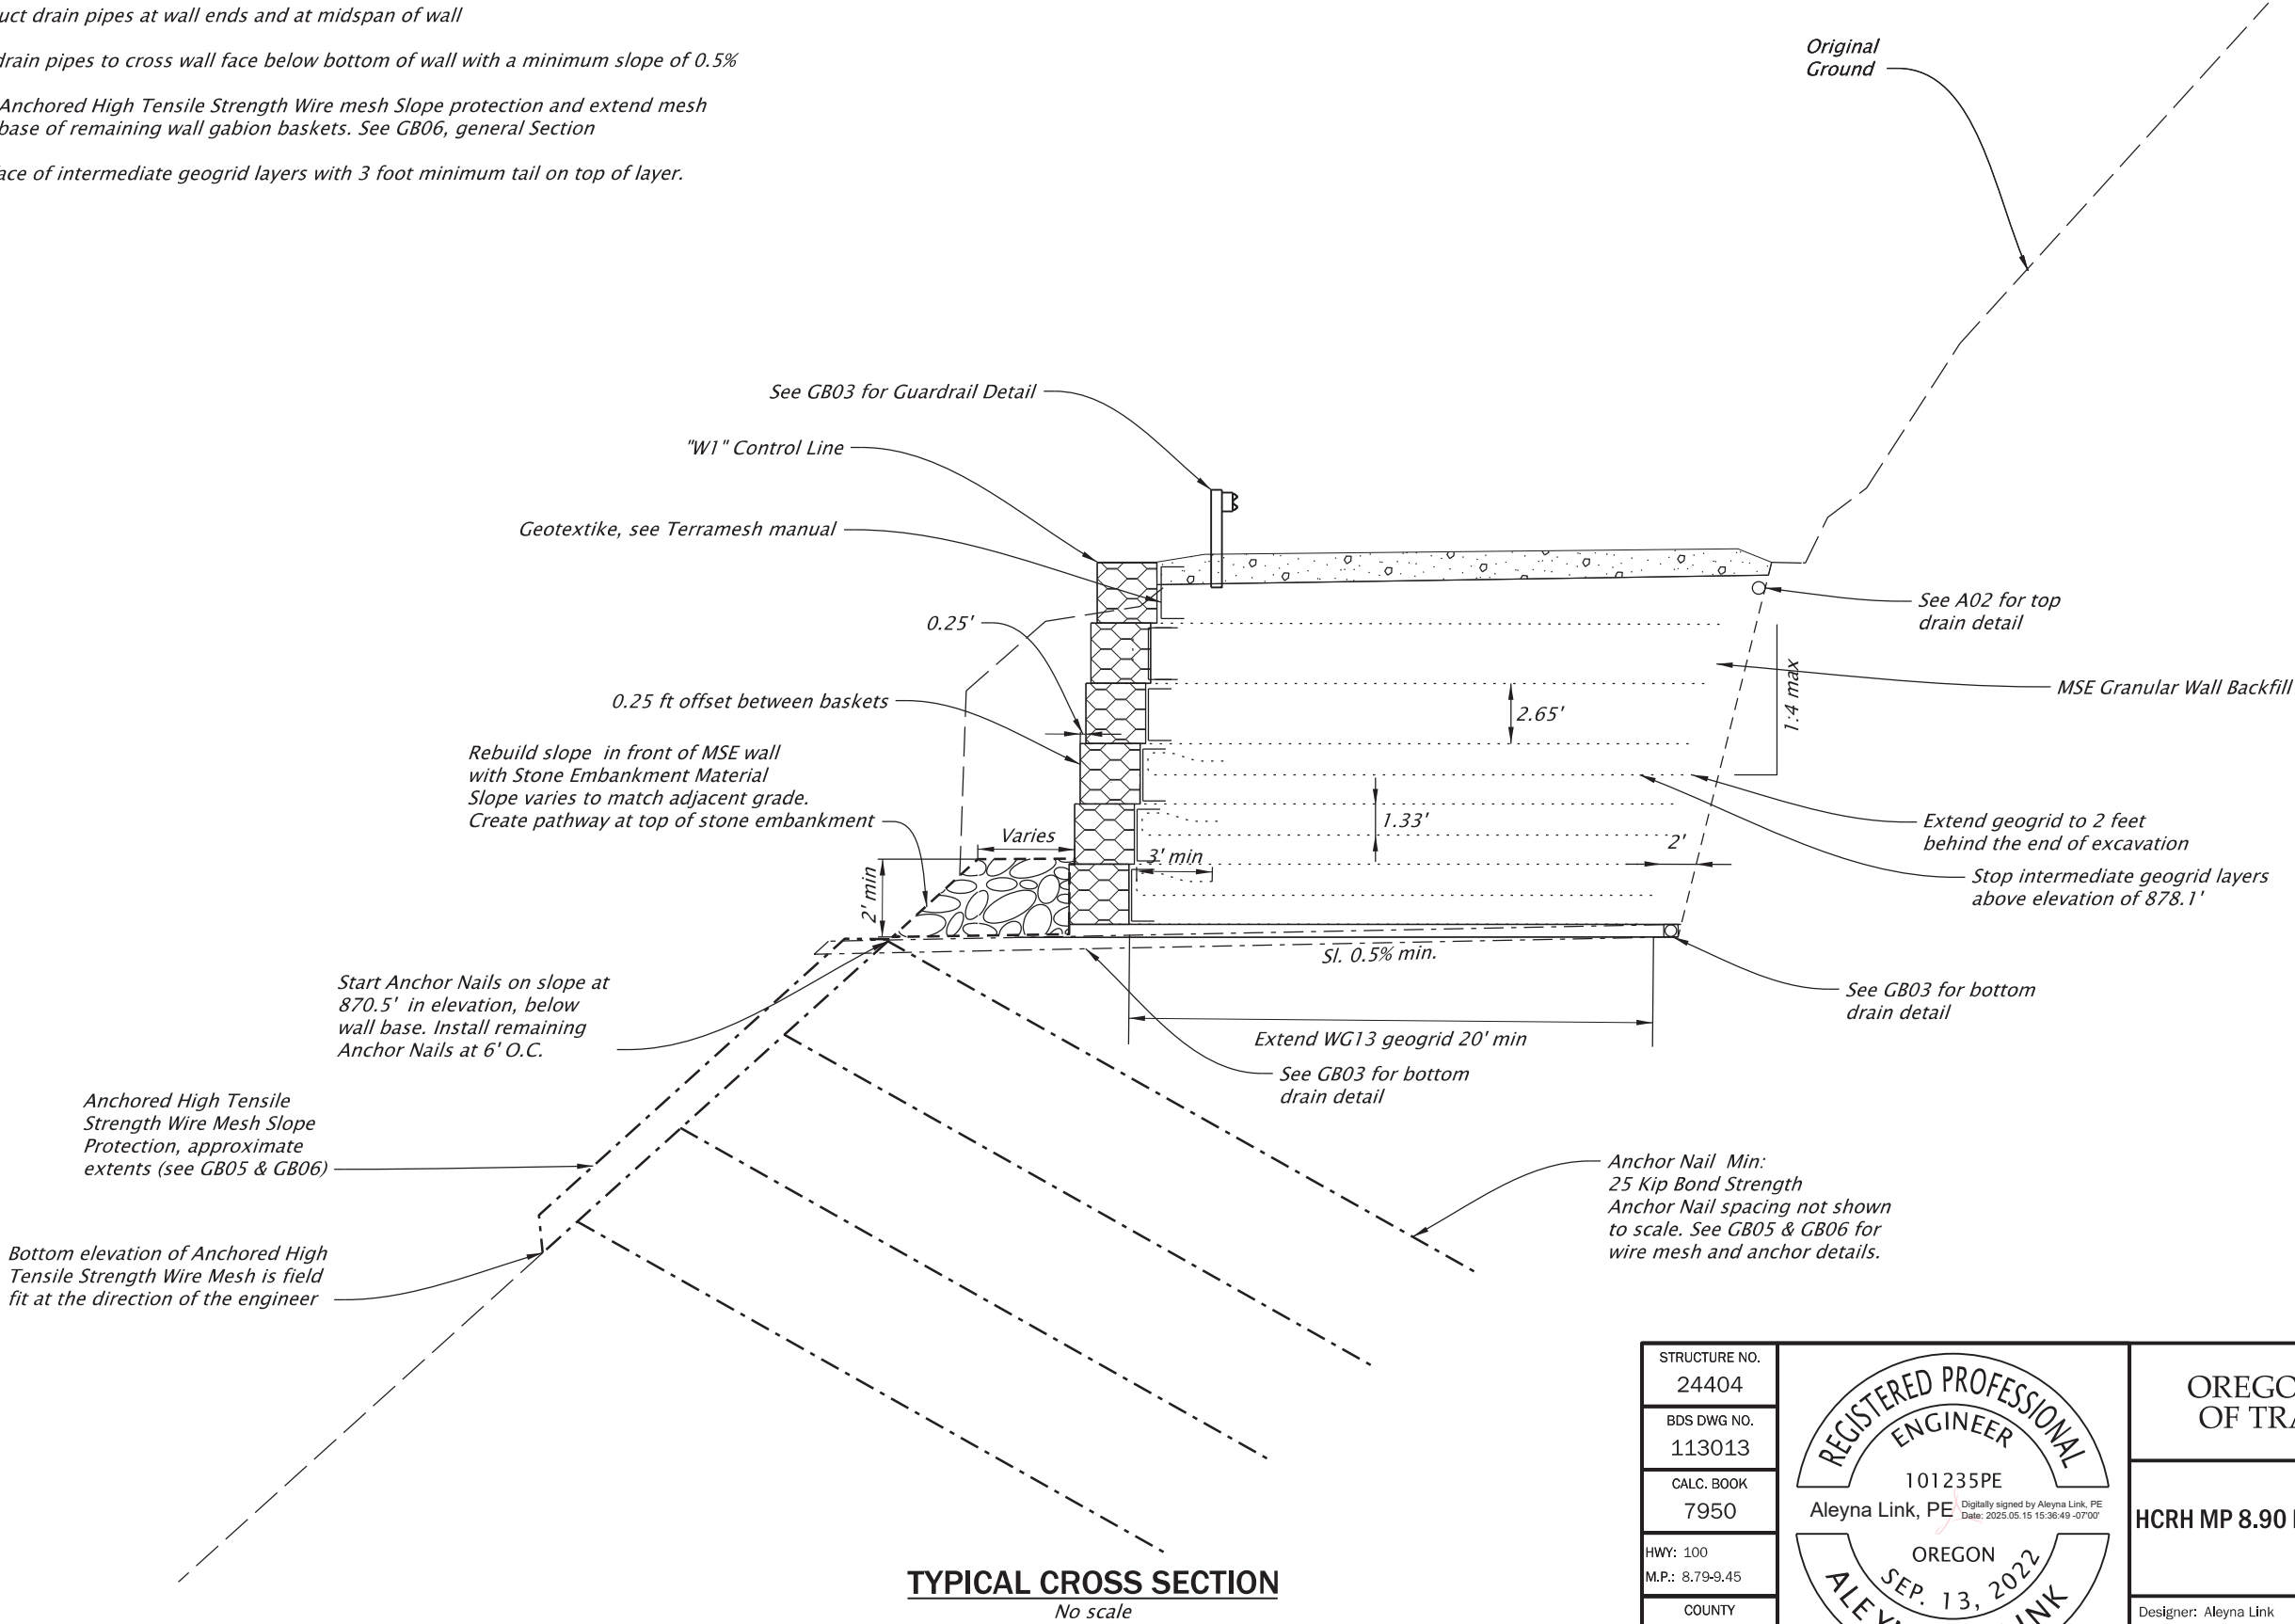 uct drain pipes at wall ends and at midspan of wall
drain pipes to cross wall face below bottom of wall with a minimum slope of 0.5%
Anchored High Tensile Strength Wire mesh Slope protection and extend mesh
base of remaining wall gabion baskets. See GB06, general Section
ace of intermediate geogrid layers with 3 foot minimum tail on top of layer.
Original
Ground
See GB03 for Guardrail Detail
"W1" Control Line
Geotextike, see Terramesh manual
0.25'
0.25 ft offset between baskets
Rebuild slope in front of MSE wall
with Stone Embankment Material
Slope varies to match adjacent grade.
Create pathway at top of stone embankment
Varies
2' min
3' min
2.65'
1.33'
2'
1:4 max
See A02 for top
drain detail
MSE Granular Wall Backfill
Extend geogrid to 2 feet
behind the end of excavation
Stop intermediate geogrid layers
above elevation of 878.1'
Sl. 0.5% min.
See GB03 for bottom
drain detail
Extend WG13 geogrid 20' min
See GB03 for bottom
drain detail
Start Anchor Nails on slope at
870.5' in elevation, below
wall base. Install remaining
Anchor Nails at 6' O.C.
Anchored High Tensile
Strength Wire Mesh Slope
Protection, approximate
extents (see GB05 & GB06)
Bottom elevation of Anchored High
Tensile Strength Wire Mesh is field
fit at the direction of the engineer
Anchor Nail Min:
25 Kip Bond Strength
Anchor Nail spacing not shown
to scale. See GB05 & GB06 for
wire mesh and anchor details.
TYPICAL CROSS SECTION
No scale
STRUCTURE NO.
24404
BDS DWG NO.
113013
CALC. BOOK
7950
HWY: 100
M.P.: 8.79-9.45
COUNTY
REGISTERED PROFESSIONAL
ENGINEER
101235PE
Aleyna Link, PE
Digitally signed by Aleyna Link, PE
Date: 2025.05.15 15:36:49 -07'00'
OREGON
SEP. 13, 2022
OREGO
OF TRA
HCRH MP 8.90
Designer: Aleyna Link